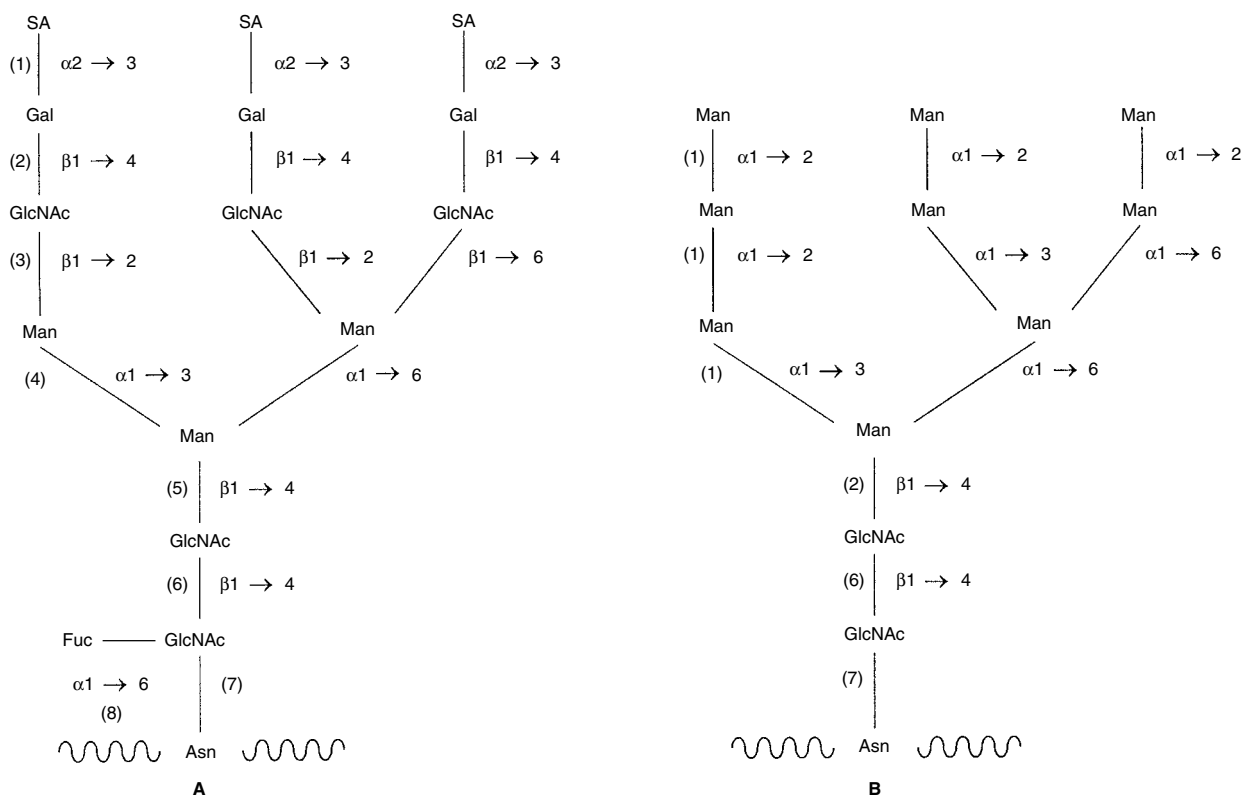 SA SA SA
(1) α2 → 3 α2 → 3 α2 → 3
Gal Gal Gal
(2) β1 → 4 β1 → 4 β1 → 4
GlcNAc GlcNAc GlcNAc
(3) β1 → 2 β1 → 2 β1 → 6
Man Man
(4) α1 → 3 α1 → 6
Man
(5) β1 → 4
GlcNAc
(6) β1 → 4
Fuc GlcNAc
α1 → 6 (7)
(8)
Asn
A
Man Man Man
(1) α1 → 2 α1 → 2 α1 → 2
Man Man Man
(1) α1 → 2 α1 → 3 α1 → 6
Man Man
(1) α1 → 3 α1 → 6
Man
(2) β1 → 4
GlcNAc
(6) β1 → 4
GlcNAc
(7)
Asn
B